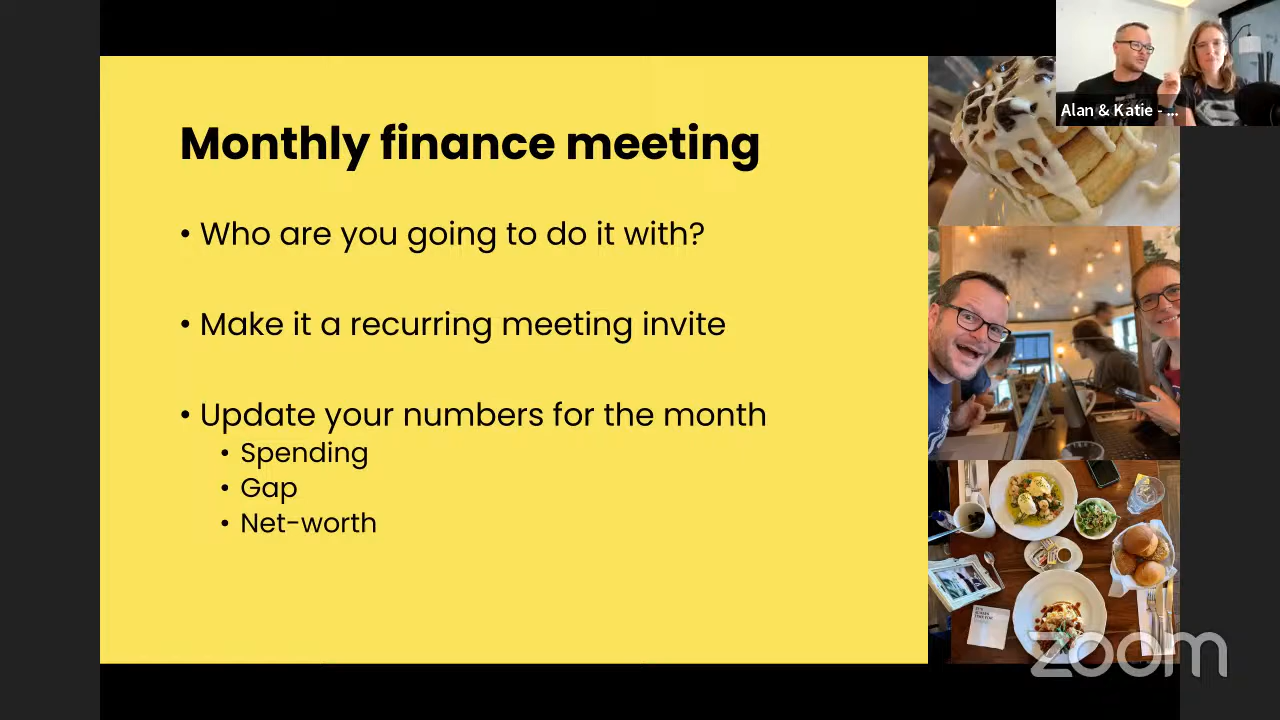 Monthly finance meeting
• Who are you going to do it with?
• Make it a recurring meeting invite
• Update your numbers for the month
• Spending
• Gap
• Net-worth
Alan & Katie - ...
zoom